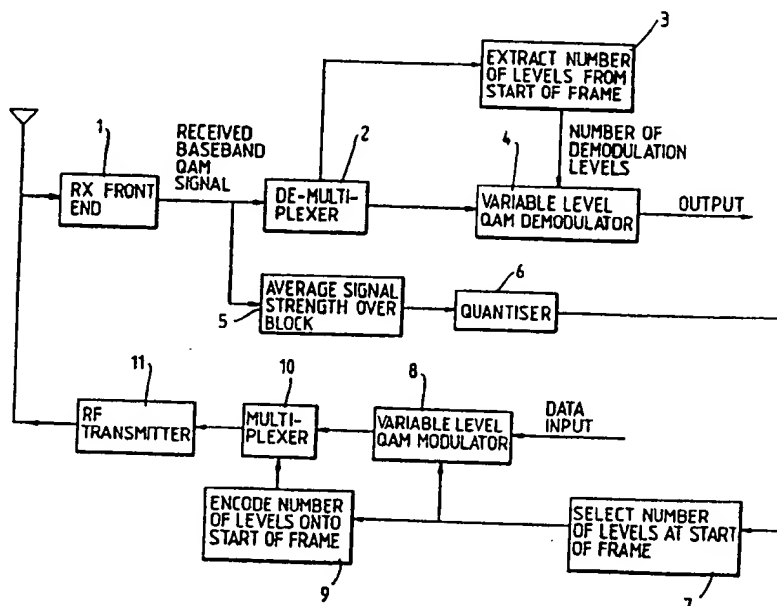 3
EXTRACT NUMBER
OF LEVELS FROM
START OF FRAME
1
RECEIVED
BASEBAND
QAM
SIGNAL
2
4
NUMBER OF
DEMODULATION
LEVELS
RX FRONT
END
DE-MULTI-
PLEXER
VARIABLE LEVEL
QAM DEMODULATOR
OUTPUT
5
AVERAGE SIGNAL
STRENGTH OVER
BLOCK
6
QUANTISER
11
RF
TRANSMITTER
10
MULTI-
PLEXER
8
VARIABLE LEVEL
QAM MODULATOR
DATA
INPUT
ENCODE NUMBER
OF LEVELS ONTO
START OF FRAME
9
SELECT NUMBER
OF LEVELS AT START
OF FRAME
7